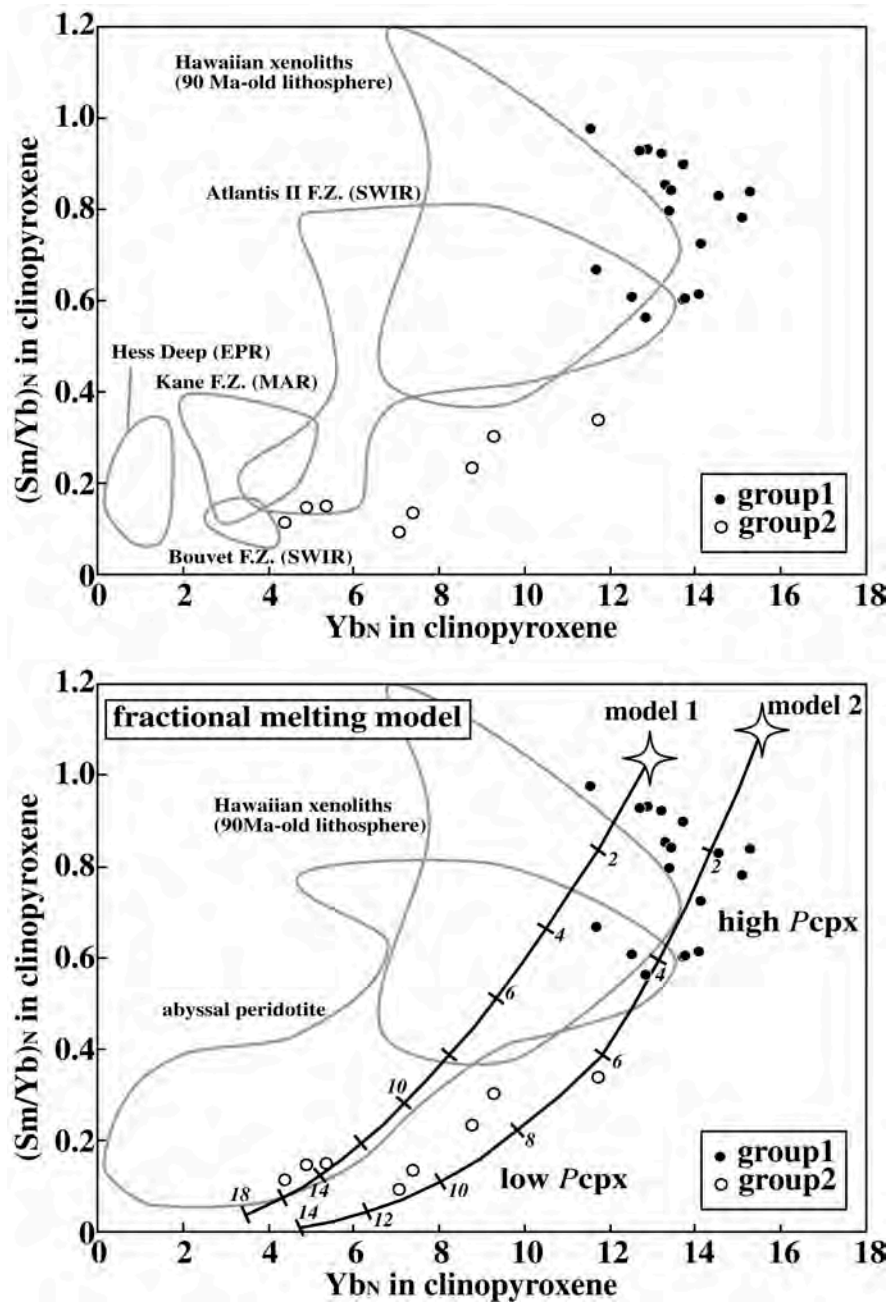 1.2
1.0
0.8
0.6
0.4
0.2
0
(Sm/Yb)N in clinopyroxene
Hawaiian xenoliths
(90 Ma-old lithosphere)
Atlantis II F.Z. (SWIR)
Hess Deep (EPR)
Kane F.Z. (MAR)
Bouvet F.Z. (SWIR)
group1
group2
0 2 4 6 8 10 12 14 16 18
YbN in clinopyroxene
1.2
1.0
0.8
0.6
0.4
0.2
0
(Sm/Yb)N in clinopyroxene
fractional melting model
model 1
model 2
Hawaiian xenoliths
(90Ma-old lithosphere)
2
2
high Pcpx
4
4
6
6
abyssal peridotite
10
8
low Pcpx
10
14
18
12
14
group1
group2
0 2 4 6 8 10 12 14 16 18
YbN in clinopyroxene